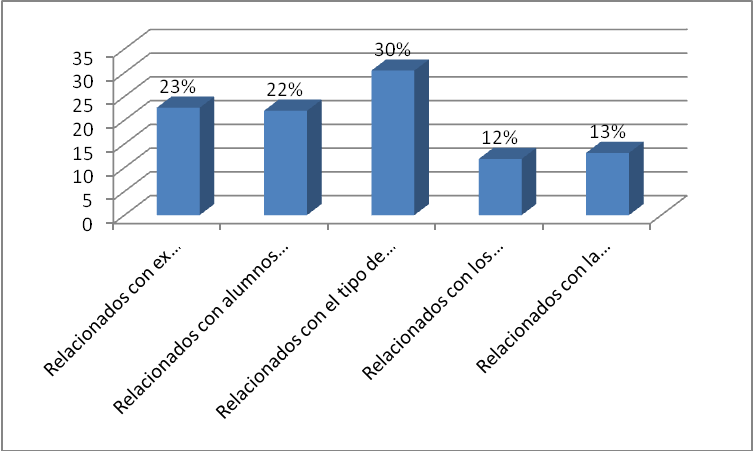 35
30
25
20
15
10
5
0
23%
22%
30%
12%
13%
Relacionados con ex...
Relacionados con alumnos...
Relacionados con el tipo de...
Relacionados con los...
Relacionados con la...